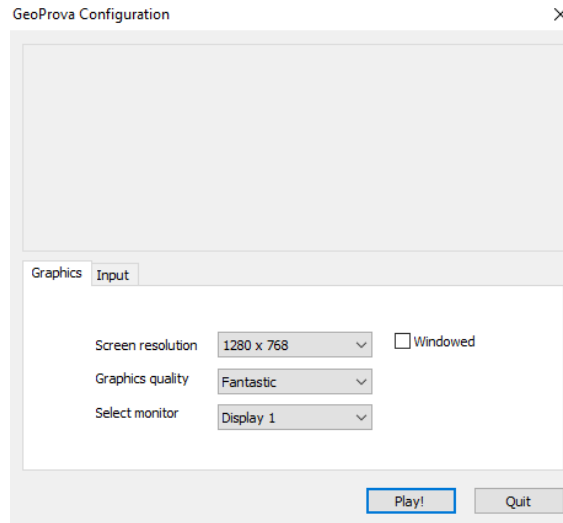 GeoProva Configuration
Graphics Input
Screen resolution 1280 x 768 Windowed
Graphics quality Fantastic
Select monitor Display 1
Play! Quit